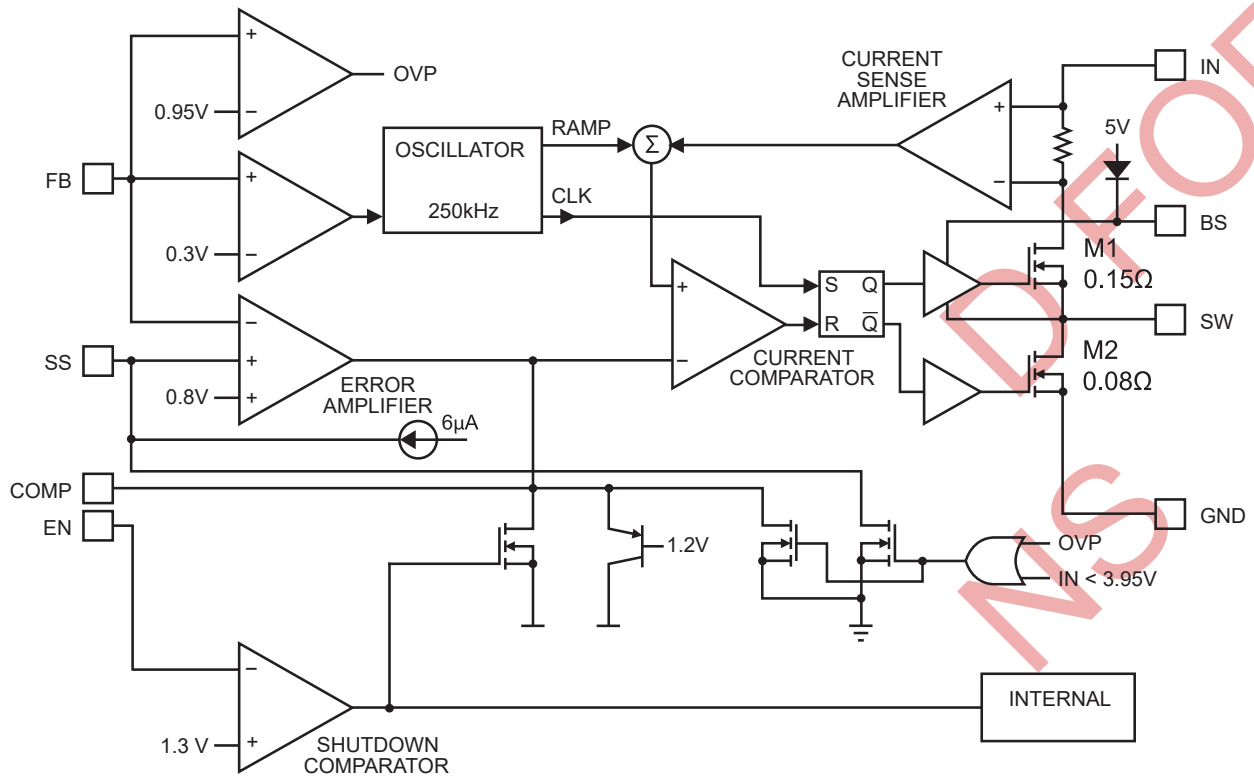 FB
SS
COMP
EN
+
0.95V
−
OVP
+
0.3V
−
OSCILLATOR
250kHz
RAMP
CLK
Σ
CURRENT
SENSE
AMPLIFIER
+
−
IN
5V
BS
M1
0.15Ω
SW
M2
0.08Ω
GND
−
+
0.8V
+
ERROR
AMPLIFIER
6µA
+
−
CURRENT
COMPARATOR
S Q
R Q̅
1.2V
OVP
IN < 3.95V
−
1.3 V
+
SHUTDOWN
COMPARATOR
INTERNAL
D FOR
NS